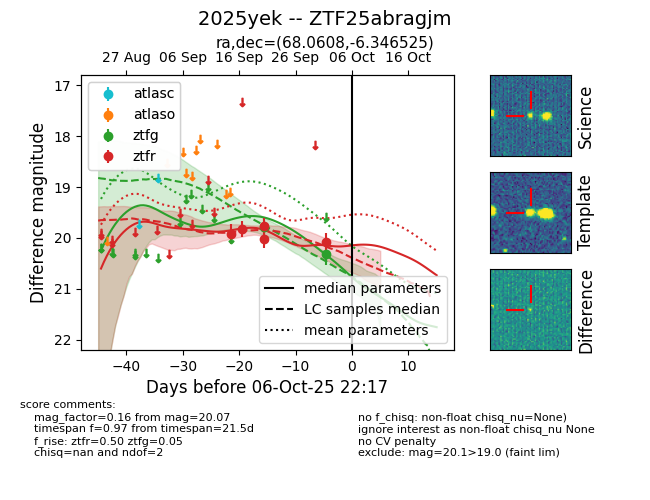 2025yek -- ZTF25abragjm
ra,dec=(68.0608,-6.346525)
27 Aug 06 Sep 16 Sep 26 Sep 06 Oct 16 Oct
17
18
19
20
21
22
Difference magnitude
atlasc
atlaso
ztfg
ztfr
median parameters
LC samples median
mean parameters
−40 −30 −20 −10 0 10
Days before 06-Oct-25 22:17
Science
Template
Difference
score comments:
mag_factor=0.16 from mag=20.07
timespan f=0.97 from timespan=21.5d
f_rise: ztfr=0.50 ztfg=0.05
chisq=nan and ndof=2
no f_chisq: non-float chisq_nu=None)
ignore interest as non-float chisq_nu None
no CV penalty
exclude: mag=20.1>19.0 (faint lim)